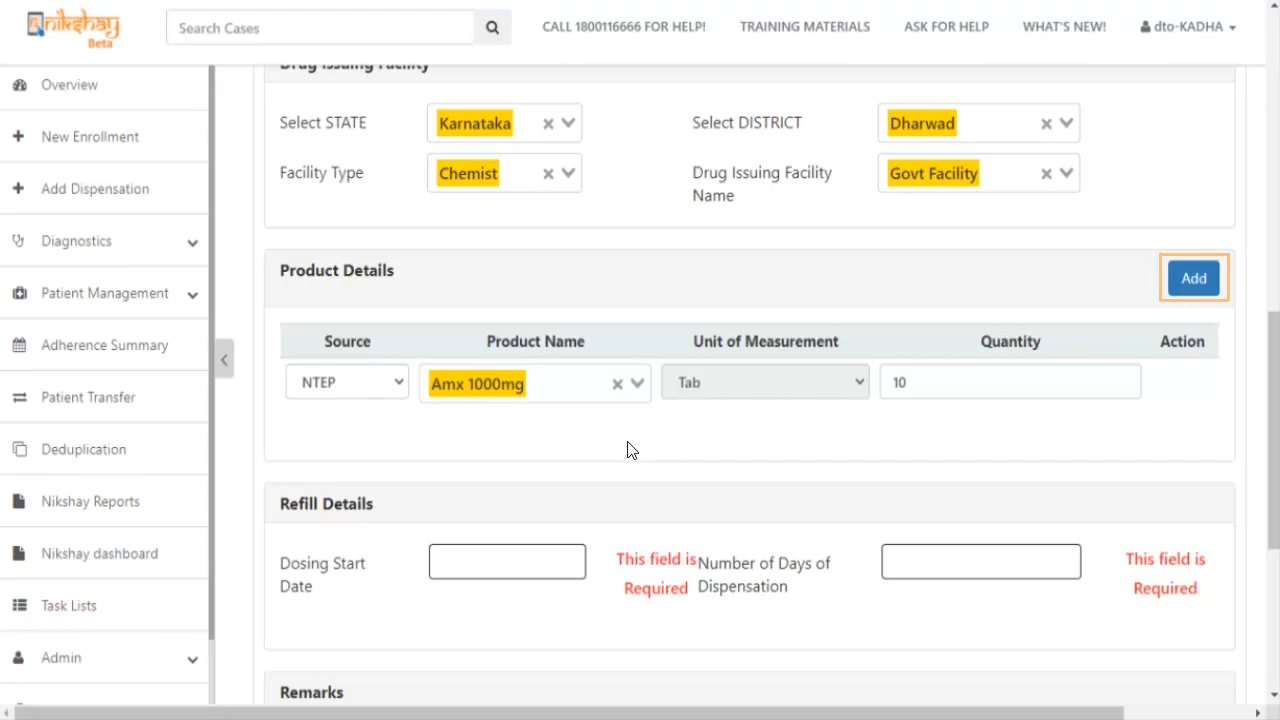 nikshay
Beta
Search Cases
CALL 1800116666 FOR HELP!
TRAINING MATERIALS
ASK FOR HELP
WHAT'S NEW!
dto-KADHA
Overview
New Enrollment
Add Dispensation
Diagnostics
Patient Management
Adherence Summary
Patient Transfer
Deduplication
Nikshay Reports
Nikshay dashboard
Task Lists
Admin
Drug Issuing Facility
Select STATE
Karnataka
Select DISTRICT
Dharwad
Facility Type
Chemist
Drug Issuing Facility
Name
Govt Facility
Product Details
Add
Source
Product Name
Unit of Measurement
Quantity
Action
NTEP
Amx 1000mg
Tab
10
Refill Details
Dosing Start
Date
This field is
Required
Number of Days of
Dispensation
This field is
Required
Remarks